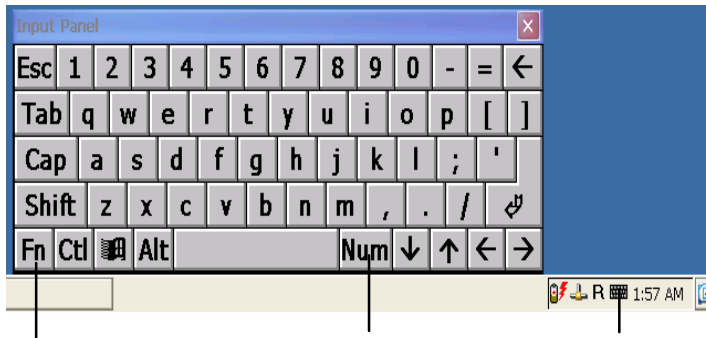 Input Panel
Esc 1 2 3 4 5 6 7 8 9 0 - = ←
Tab q w e r t y u i o p [ ]
Cap a s d f g h j k l ; '
Shift z x c v b n m , . /
Fn Ctl Alt Num ↓ ↑ ← →
R 1:57 AM